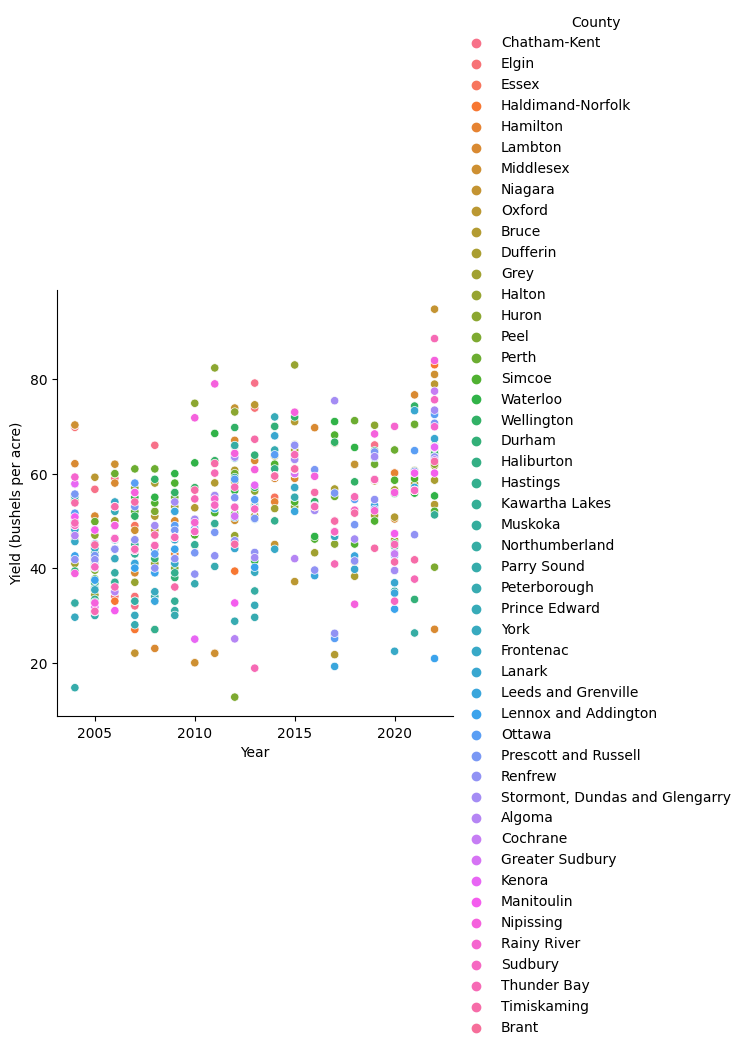 County
Chatham-Kent
Elgin
Essex
Haldimand-Norfolk
Hamilton
Lambton
Middlesex
Niagara
Oxford
Bruce
Dufferin
Grey
Halton
Huron
Peel
Perth
Simcoe
Waterloo
Wellington
Durham
Haliburton
Hastings
Kawartha Lakes
Muskoka
Northumberland
Parry Sound
Peterborough
Prince Edward
York
Frontenac
Lanark
Leeds and Grenville
Lennox and Addington
Ottawa
Prescott and Russell
Renfrew
Stormont, Dundas and Glengarry
Algoma
Cochrane
Greater Sudbury
Kenora
Manitoulin
Nipissing
Rainy River
Sudbury
Thunder Bay
Timiskaming
Brant
Yield (bushels per acre)
80
60
40
20
2005
2010
2015
2020
Year